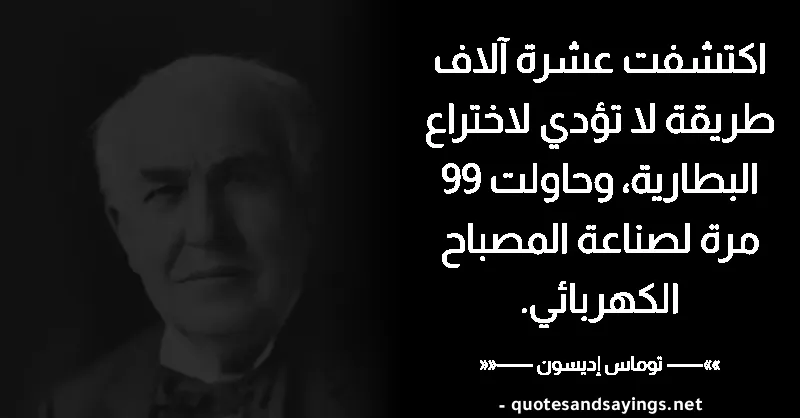 اكتشفت عشرة آلاف
طريقة لا تؤدي لاختراع
البطارية، وحاولت 99
مرة لصناعة المصباح
الكهربائي.
»»—— توماس إديسون ——««
- quotesandsayings.net